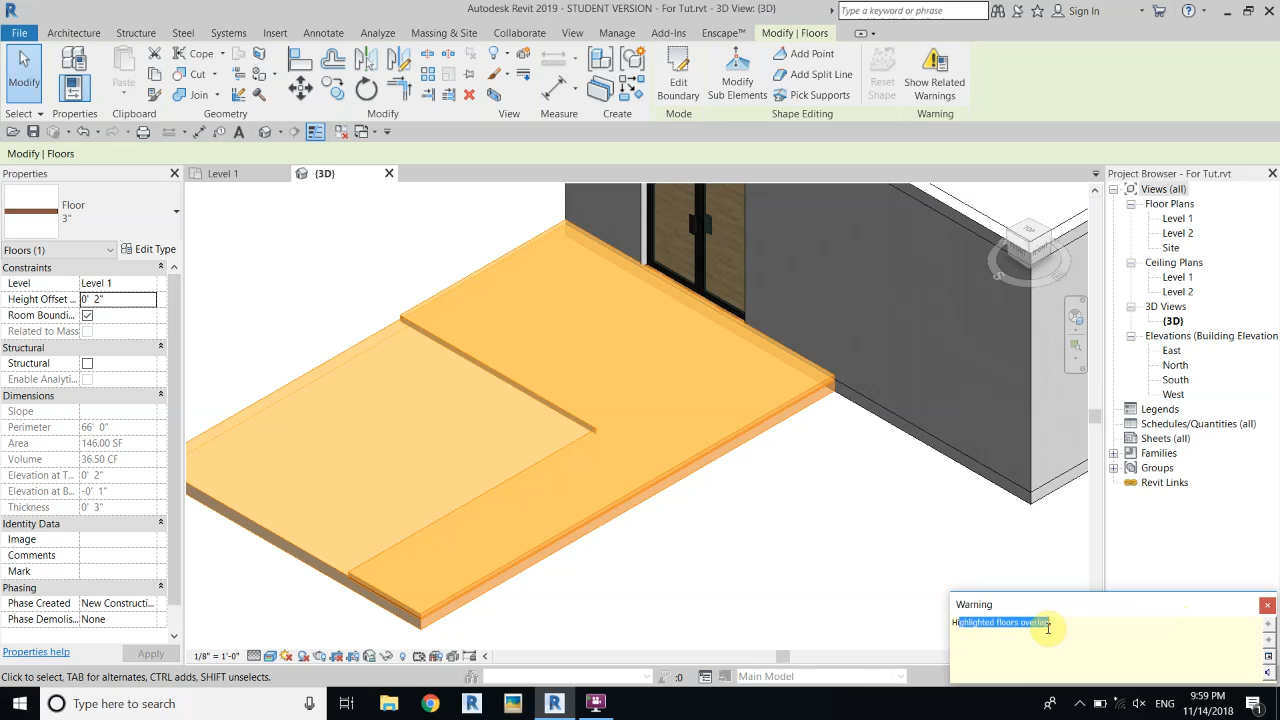 Autodesk Revit 2019 - STUDENT VERSION - For Tut.rvt - 3D View: {3D}
Type a keyword or phrase
Sign In
File Architecture Structure Steel Systems Insert Annotate Analyze Massing & Site Collaborate View Manage Add-Ins Enscape™ Modify | Floors
Modify
Paste
Cope
Cut
Join
Edit Boundary
Modify Sub Elements
Add Point
Add Split Line
Pick Supports
Reset Shape
Show Related Warnings
Select Properties Clipboard Geometry Modify View Measure Create Mode Shape Editing Warning
Modify | Floors
Properties
Floor
3"
Floors (1)
Edit Type
Constraints
Level Level 1
Height Offset ... 0' 2"
Room Boundi...
Related to Mass
Structural
Structural
Enable Analyti...
Dimensions
Slope
Perimeter 66' 0"
Area 146.00 SF
Volume 36.50 CF
Elevation at T... 0' 2"
Elevation at B... -0' 1"
Thickness 0' 3"
Identity Data
Image
Comments
Mark
Phasing
Phase Created New Constructi...
Phase Demolis... None
Properties help
Apply
Level 1
{3D}
TOP
Project Browser - For Tut.rvt
Views (all)
Floor Plans
Level 1
Level 2
Site
Ceiling Plans
Level 1
Level 2
3D Views
{3D}
Elevations (Building Elevation
East
North
South
West
Legends
Schedules/Quantities (all)
Sheets (all)
Families
Groups
Revit Links
Warning
Highlighted floors overlap.
1/8" = 1'-0"
Click to select, TAB for alternates, CTRL adds, SHIFT unselects.
:0
Main Model
Type here to search
ENG
9:59 PM
11/14/2018